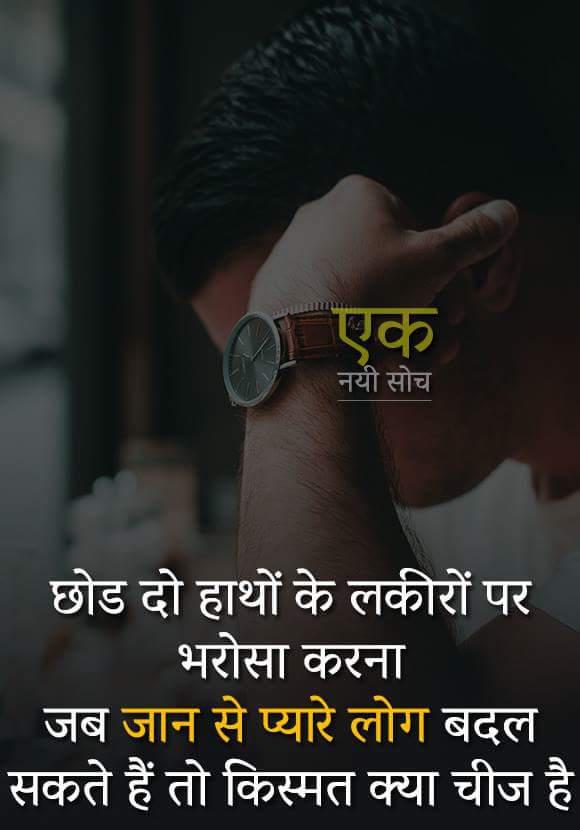 एक
नयी सोच
छोड दो हाथों के लकीरों पर
भरोसा करना
जब जान से प्यारे लोग बदल
सकते हैं तो किस्मत क्या चीज है